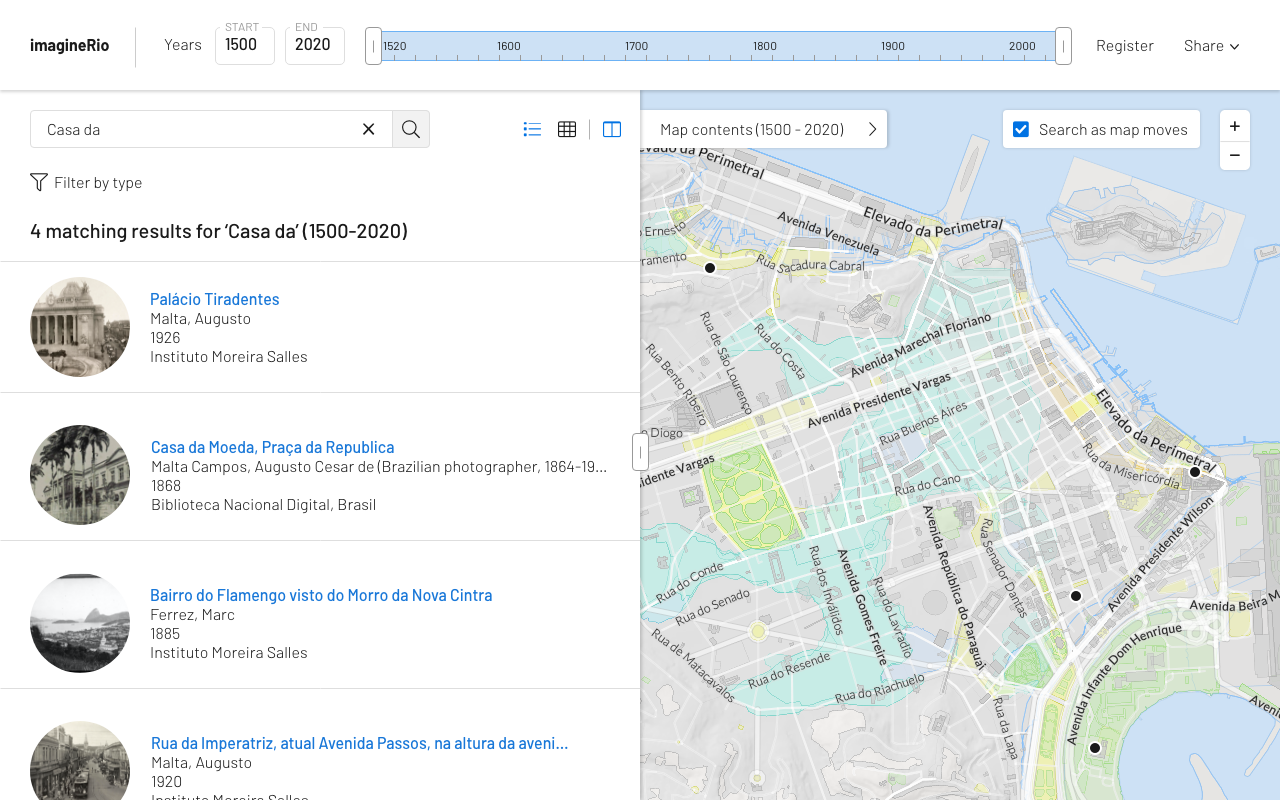 imagineRio
Years
START
1500
END
2020
1520
1600
1700
1800
1900
2000
Register
Share
Casa da
Filter by type
4 matching results for ‘Casa da’ (1500-2020)
Palácio Tiradentes
Malta, Augusto
1926
Instituto Moreira Salles
Casa da Moeda, Praça da Republica
Malta Campos, Augusto Cesar de (Brazilian photographer, 1864-19...
1868
Biblioteca Nacional Digital, Brasil
Bairro do Flamengo visto do Morro da Nova Cintra
Ferrez, Marc
1885
Instituto Moreira Salles
Rua da Imperatriz, atual Avenida Passos, na altura da aveni...
Malta, Augusto
1920
Instituto Moreira Salles
Map contents (1500 - 2020)
Search as map moves
+
−
Elevado da Perimetral
Elevado da Perimetral
Avenida Venezuela
Ernesto
Rua Sacadura Cabral
Rua de São Lourenço
Rua do Costa
Avenida Marechal Floriano
Rua Bento Ribeiro
Avenida Presidente Vargas
Elevado da Perimetral
Rua Buenos Aires
o Diogo
Rua da Misericórdia
idente Vargas
Rua do Cano
Avenida Presidente Wilson
Avenida República do Paraguai
Rua Senador Dantas
Rua do Conde
Rua dos Inválidos
Avenida Gomes Freire
Rua do Lavradio
Rua do Senado
Avenida Beira M
Avenida Infante Dom Henrique
Rua de Matacavalos
Rua do Resende
Rua do Riachuelo
Rua da Lapa